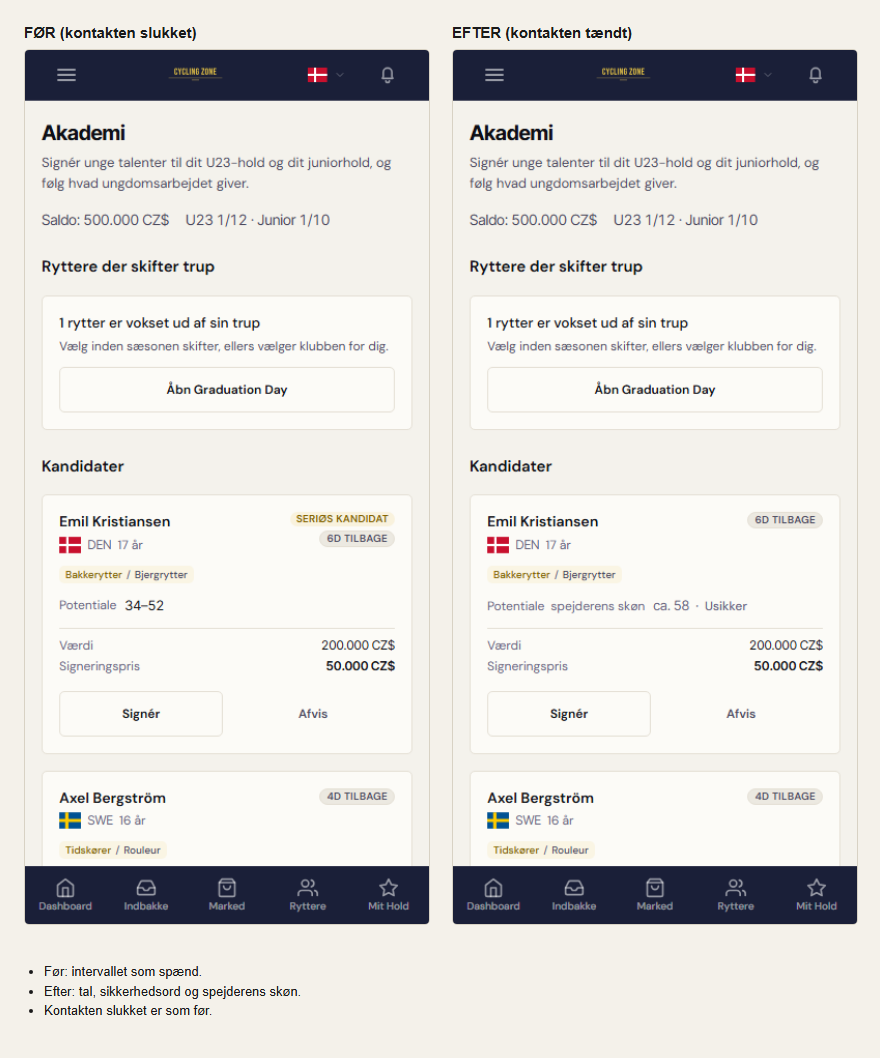 FØR (kontakten slukket)
CYCLING ZONE
Akademi
Signér unge talenter til dit U23-hold og dit juniorhold, og
følg hvad ungdomsarbejdet giver.
Saldo: 500.000 CZ$ U23 1/12 · Junior 1/10
Ryttere der skifter trup
1 rytter er vokset ud af sin trup
Vælg inden sæsonen skifter, ellers vælger klubben for dig.
Åbn Graduation Day
Kandidater
Emil Kristiansen
SERIØS KANDIDAT
6D TILBAGE
DEN 17 år
Bakkerytter / Bjergrytter
Potentiale 34–52
Værdi 200.000 CZ$
Signeringspris 50.000 CZ$
Signér Afvis
Axel Bergström 4D TILBAGE
SWE 16 år
Tidskører / Rouleur
Dashboard Indbakke Marked Ryttere Mit Hold
EFTER (kontakten tændt)
CYCLING ZONE
Akademi
Signér unge talenter til dit U23-hold og dit juniorhold, og
følg hvad ungdomsarbejdet giver.
Saldo: 500.000 CZ$ U23 1/12 · Junior 1/10
Ryttere der skifter trup
1 rytter er vokset ud af sin trup
Vælg inden sæsonen skifter, ellers vælger klubben for dig.
Åbn Graduation Day
Kandidater
Emil Kristiansen 6D TILBAGE
DEN 17 år
Bakkerytter / Bjergrytter
Potentiale spejderens skøn ca. 58 · Usikker
Værdi 200.000 CZ$
Signeringspris 50.000 CZ$
Signér Afvis
Axel Bergström 4D TILBAGE
SWE 16 år
Tidskører / Rouleur
Dashboard Indbakke Marked Ryttere Mit Hold
• Før: intervallet som spænd.
• Efter: tal, sikkerhedsord og spejderens skøn.
• Kontakten slukket er som før.